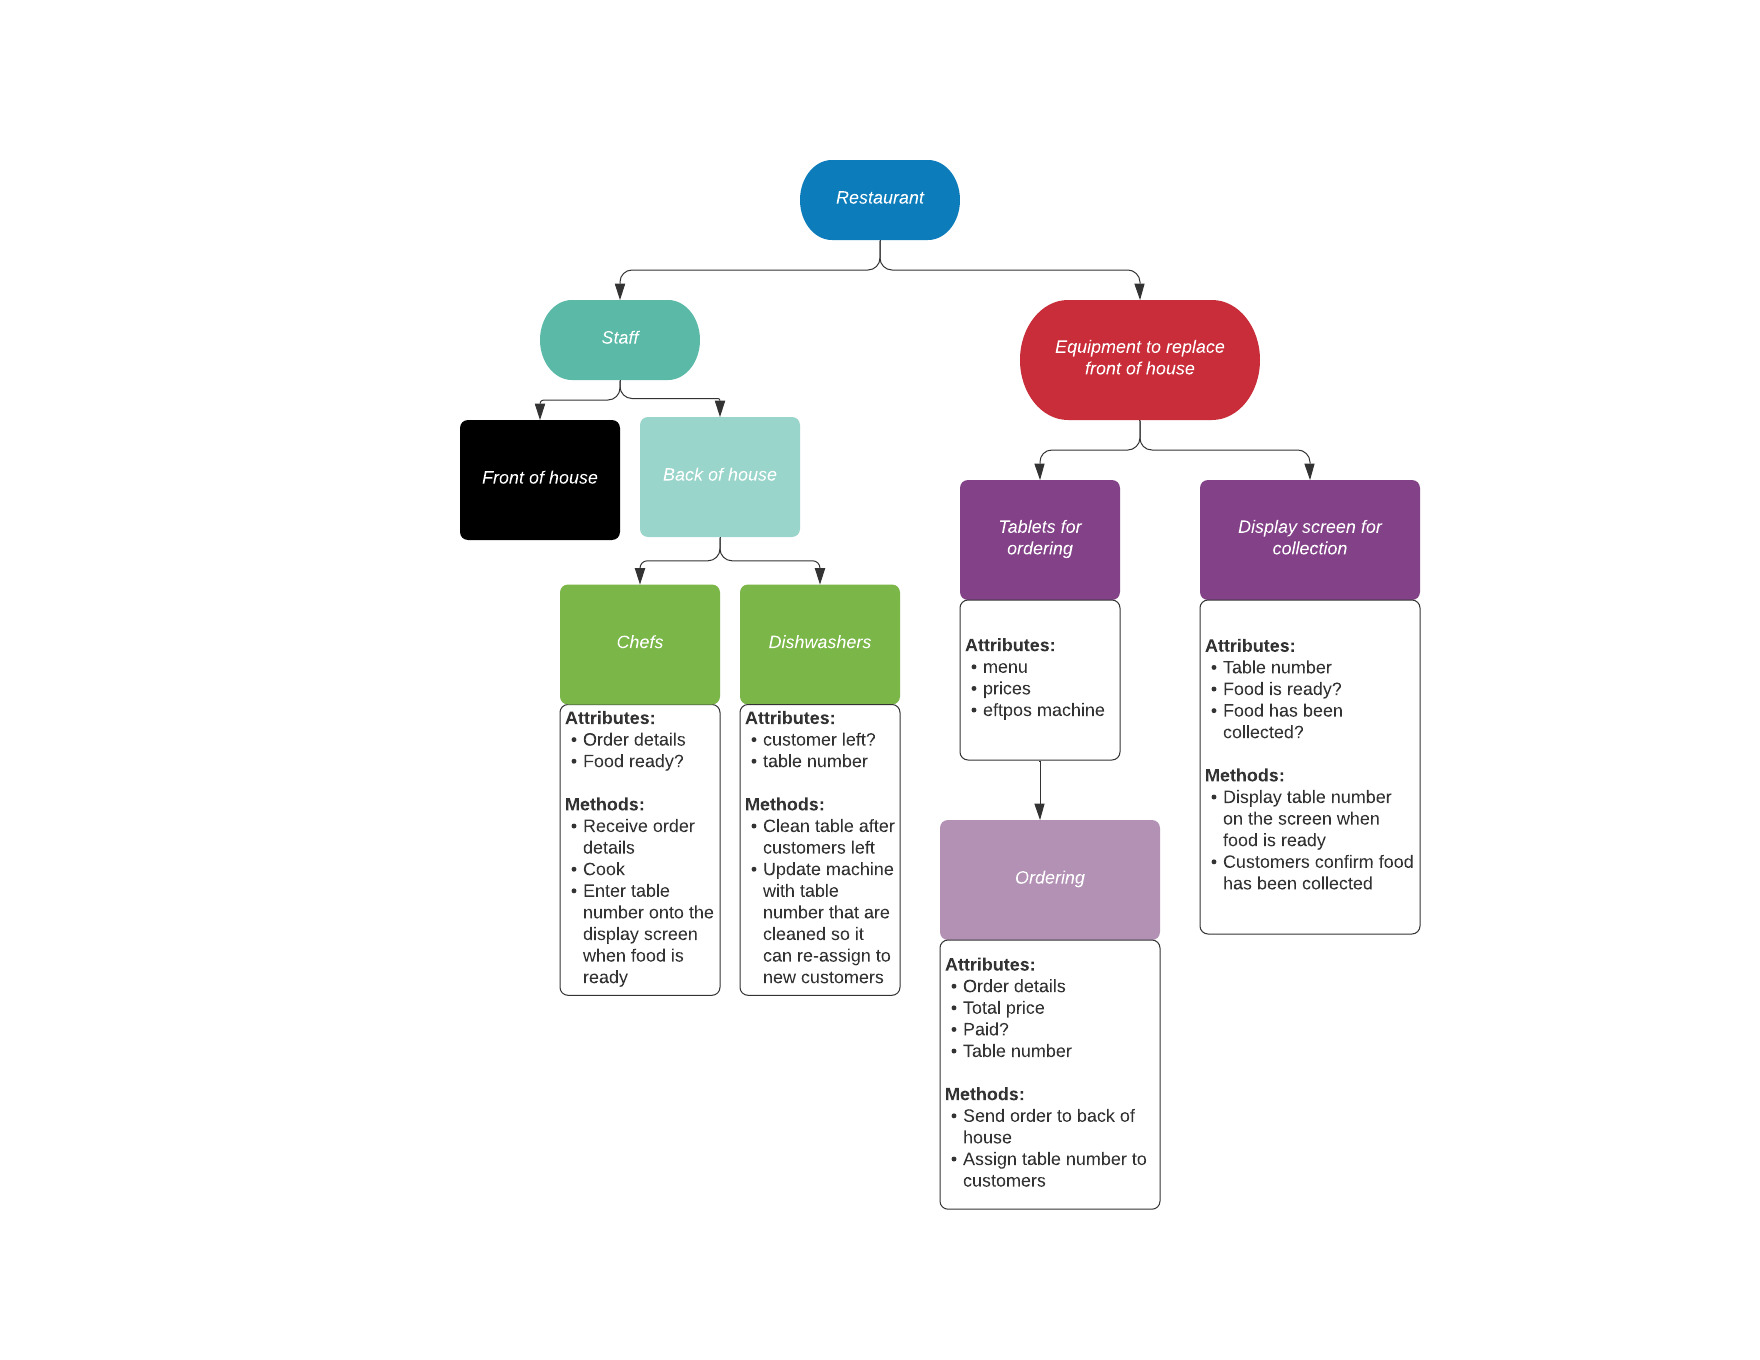 Restaurant
Staff
Equipment to replace
front of house
Front of house
Back of house
Tablets for
ordering
Display screen for
collection
Chefs
Dishwashers
Attributes:
• Order details
• Food ready?
Methods:
• Receive order
details
• Cook
• Enter table
number onto the
display screen
when food is
ready
Attributes:
• customer left?
• table number
Methods:
• Clean table after
customers left
• Update machine
with table
number that are
cleaned so it
can re-assign to
new customers
Attributes:
• menu
• prices
• eftpos machine
Ordering
Attributes:
• Order details
• Total price
• Paid?
• Table number
Methods:
• Send order to back of
house
• Assign table number to
customers
Attributes:
• Table number
• Food is ready?
• Food has been
collected?
Methods:
• Display table number
on the screen when
food is ready
• Customers confirm food
has been collected